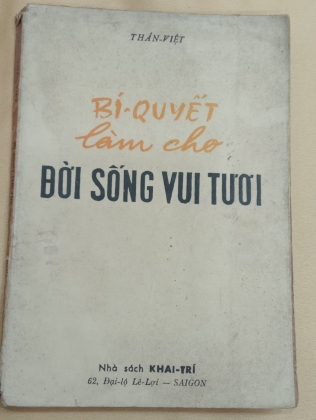 THẦN-VIỆT
BÍ-QUYẾT
làm cho
ĐỜI SỐNG VUI TƯƠI
Nhà sách KHAI-TRÍ
62, Đại-lộ Lê-Lợi — SAIGON